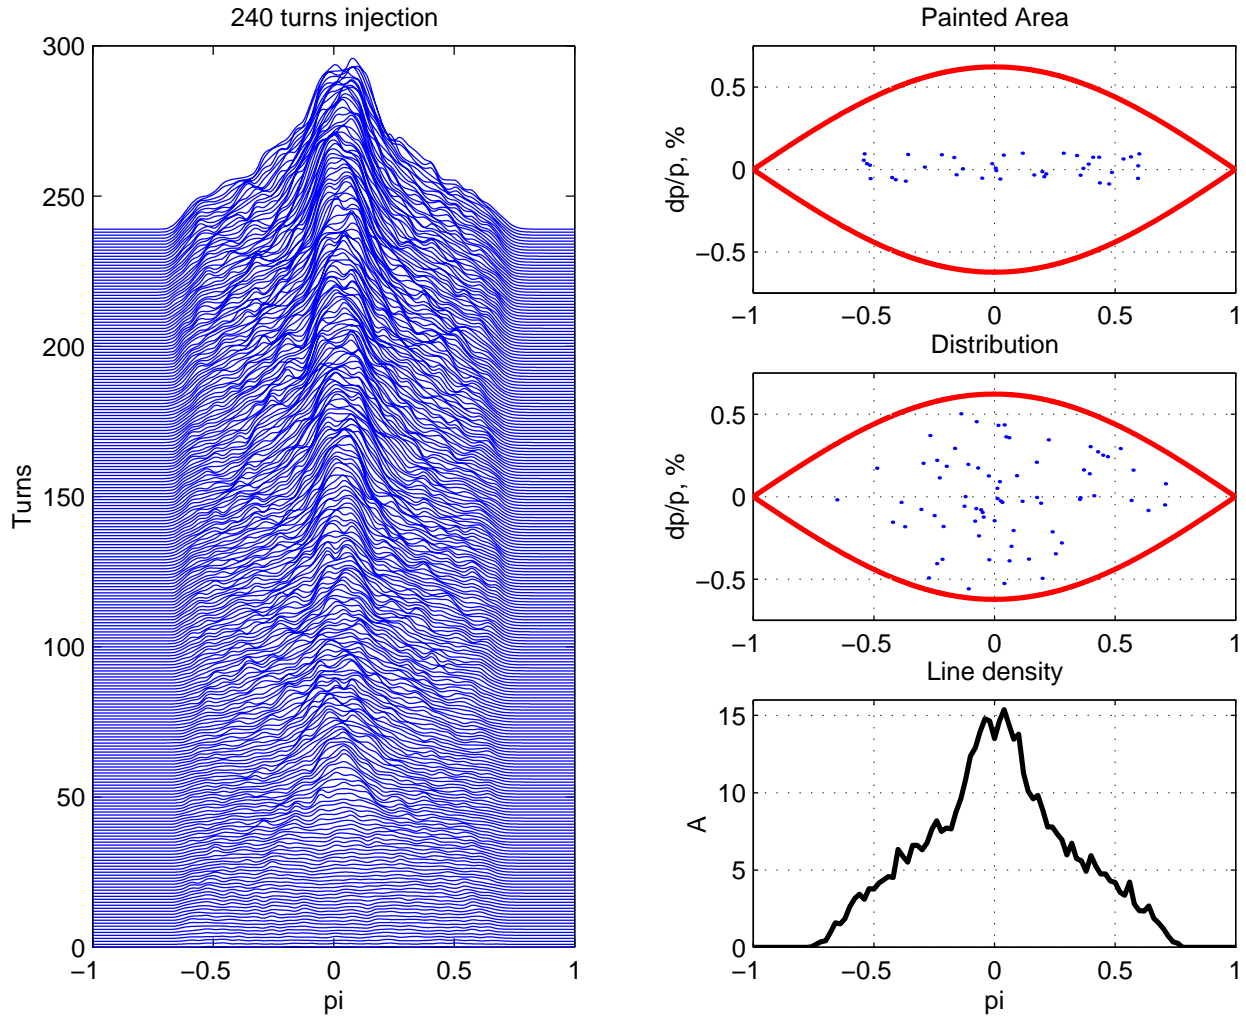 240 turns injection
300
250
200
150
100
50
0
Turns
−1 −0.5 0 0.5 1
pi
Painted Area
0.5
0
−0.5
dp/p, %
−1 −0.5 0 0.5 1
Distribution
0.5
0
−0.5
dp/p, %
−1 −0.5 0 0.5 1
Line density
15
10
5
0
A
−1 −0.5 0 0.5 1
pi